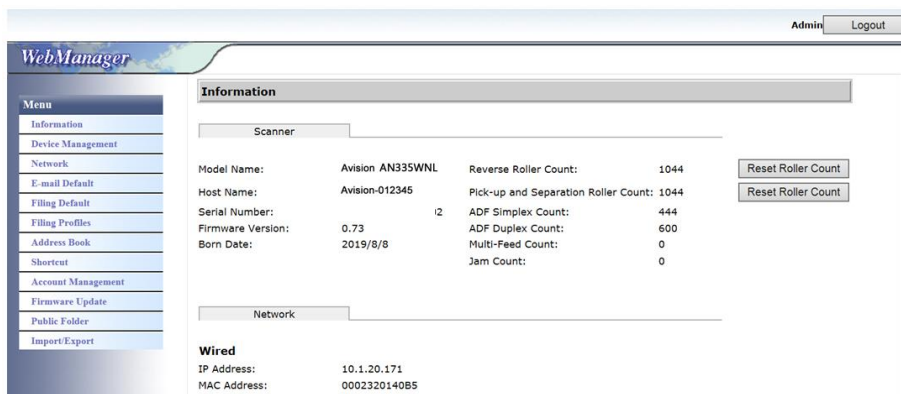 Admin Logout
WebManager
Menu
Information
Device Management
Network
E-mail Default
Filing Default
Filing Profiles
Address Book
Shortcut
Account Management
Firmware Update
Public Folder
Import/Export
Information
Scanner
Model Name: Avision AN335WNL Reverse Roller Count: 1044 Reset Roller Count
Host Name: Avision-012345 Pick-up and Separation Roller Count: 1044 Reset Roller Count
Serial Number: 2 ADF Simplex Count: 444
Firmware Version: 0.73 ADF Duplex Count: 600
Born Date: 2019/8/8 Multi-Feed Count: 0
Jam Count: 0
Network
Wired
IP Address: 10.1.20.171
MAC Address: 0002320140B5